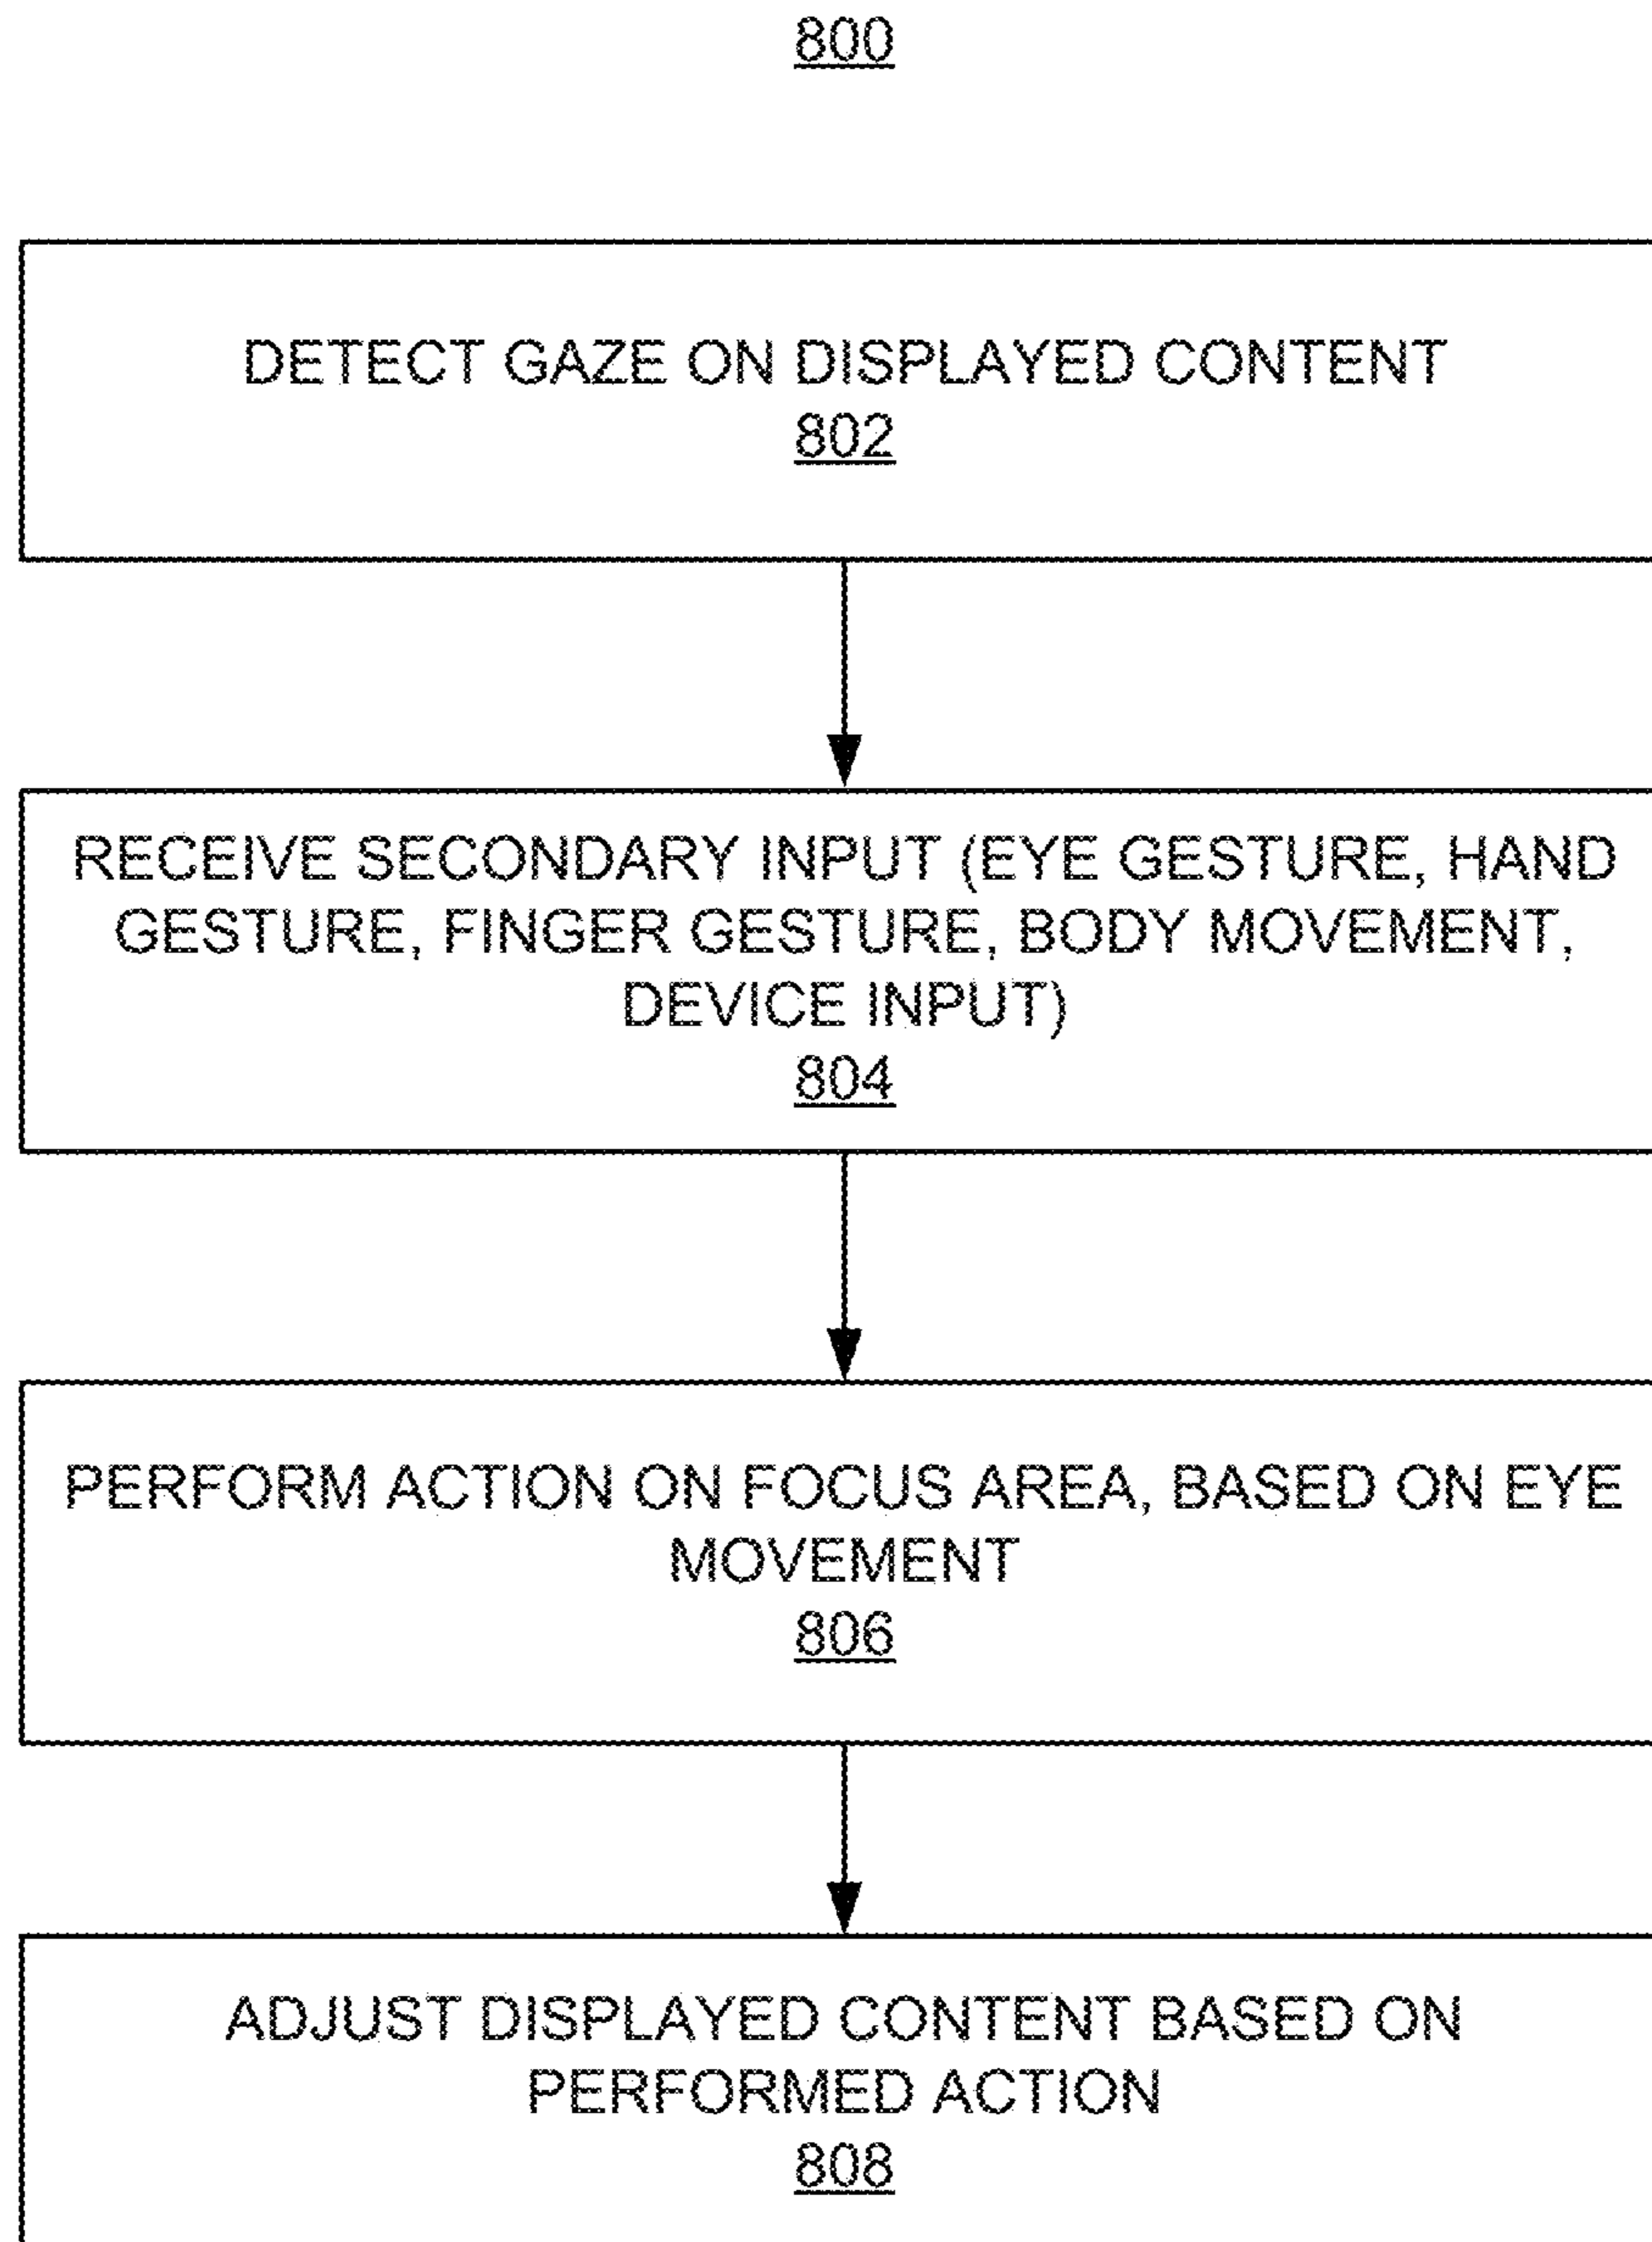 800
DETECT GAZE ON DISPLAYED CONTENT
802
RECEIVE SECONDARY INPUT (EYE GESTURE, HAND
GESTURE, FINGER GESTURE, BODY MOVEMENT,
DEVICE INPUT)
804
PERFORM ACTION ON FOCUS AREA, BASED ON EYE
MOVEMENT
806
ADJUST DISPLAYED CONTENT BASED ON
PERFORMED ACTION
808